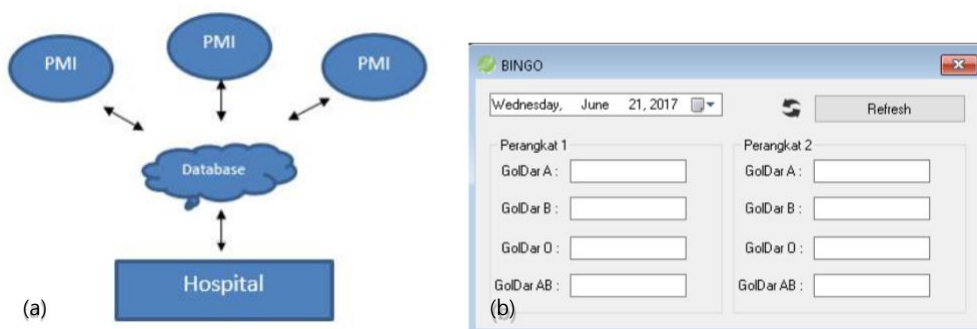 PMI
PMI
PMI
Database
Hospital
(a)
BINGO
Wednesday, June 21, 2017
Refresh
Perangkat 1
GolDar A :
GolDar B :
GolDar O :
GolDar AB :
Perangkat 2
GolDar A :
GolDar B :
GolDar O :
GolDar AB :
(b)